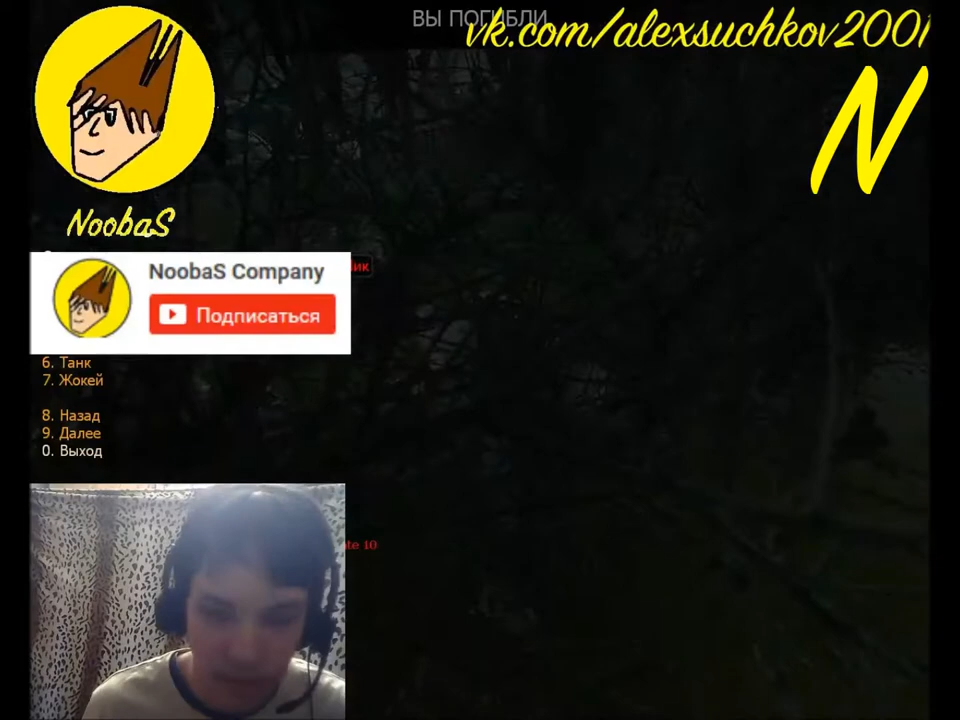 ВЫ ПОГИБЛИ
vk.com/alexsuchkov2001
N
NoobaS
NoobaS Company
Подписаться
6. Танк
7. Жокей
8. Назад
9. Далее
0. Выход
10